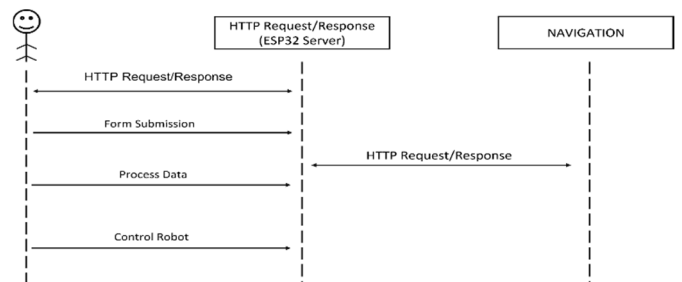 HTTP Request/Response
(ESP32 Server)
NAVIGATION
HTTP Request/Response
Form Submission
HTTP Request/Response
Process Data
Control Robot